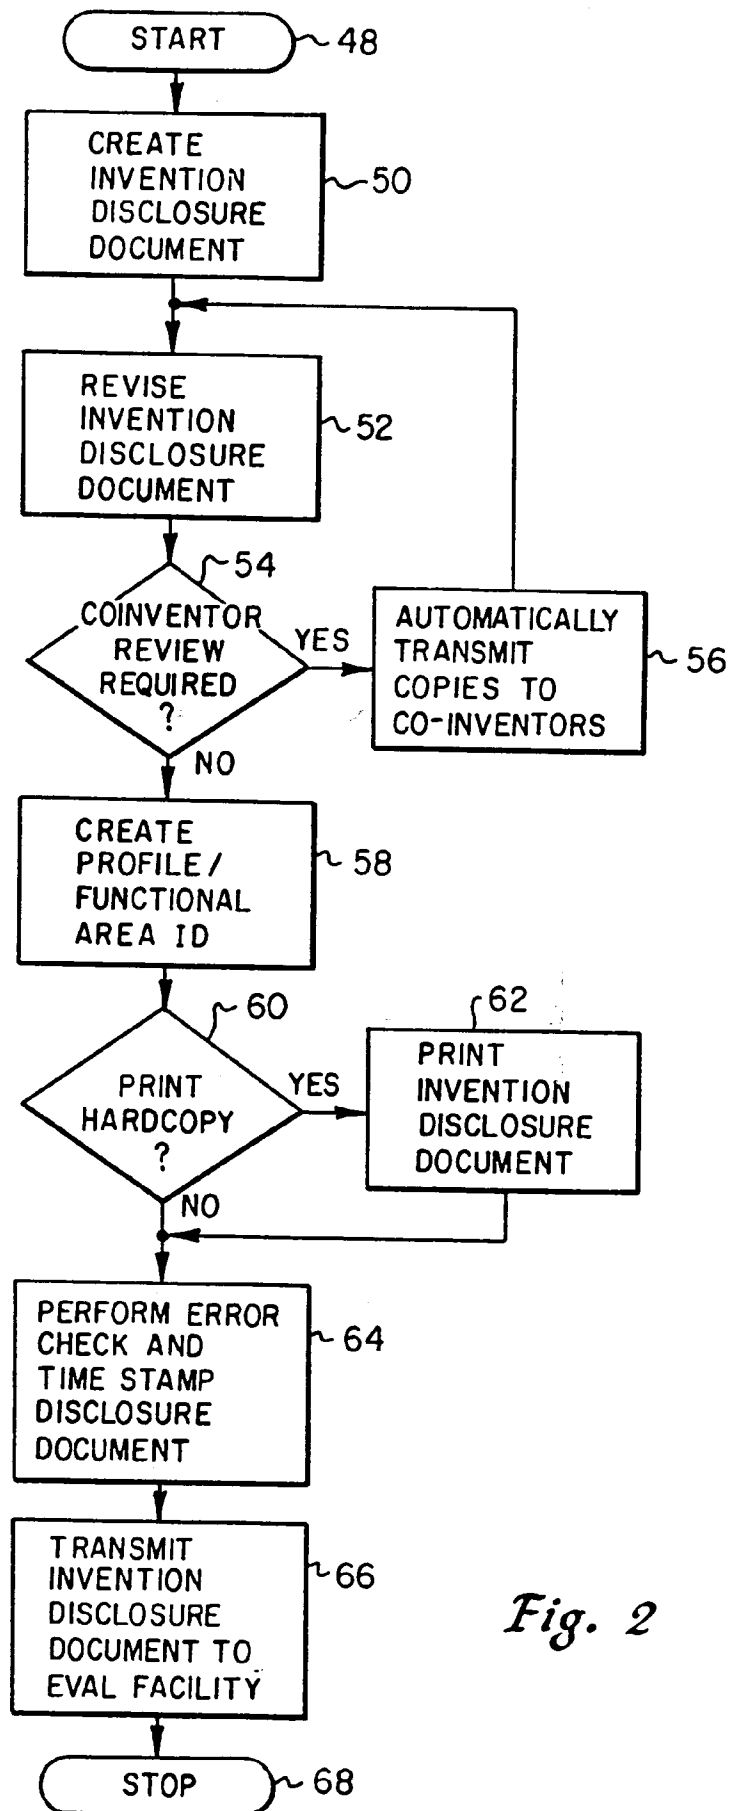 START
48
CREATE
INVENTION
DISCLOSURE
DOCUMENT
50
REVISE
INVENTION
DISCLOSURE
DOCUMENT
52
54
COINVENTOR
REVIEW
REQUIRED
?
YES
AUTOMATICALLY
TRANSMIT
COPIES TO
CO-INVENTORS
56
NO
CREATE
PROFILE/
FUNCTIONAL
AREA ID
58
60
PRINT
HARDCOPY
?
YES
62
PRINT
INVENTION
DISCLOSURE
DOCUMENT
NO
PERFORM ERROR
CHECK AND
TIME STAMP
DISCLOSURE
DOCUMENT
64
TRANSMIT
INVENTION
DISCLOSURE
DOCUMENT TO
EVAL FACILITY
66
Fig. 2
STOP
68